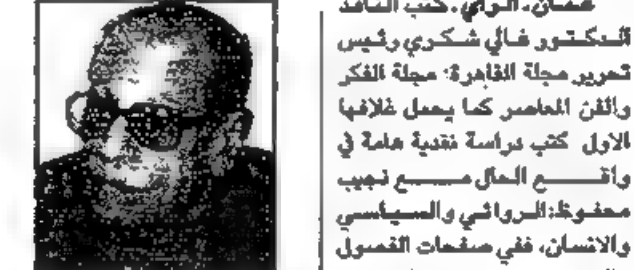 عمان ـ الرأي ـ كتب الناقد
الدكتور غالي شكري رئيس
تحرير مجلة القاهرة: مجلة الفكر
والفن المعاصر كما يحمل غلافها
الاول كتب دراسة نقدية هامة في
واقع الحال مع نجيب
محفوظ: الروائي والسياسي
والانسان، ففي صفحات الفصول